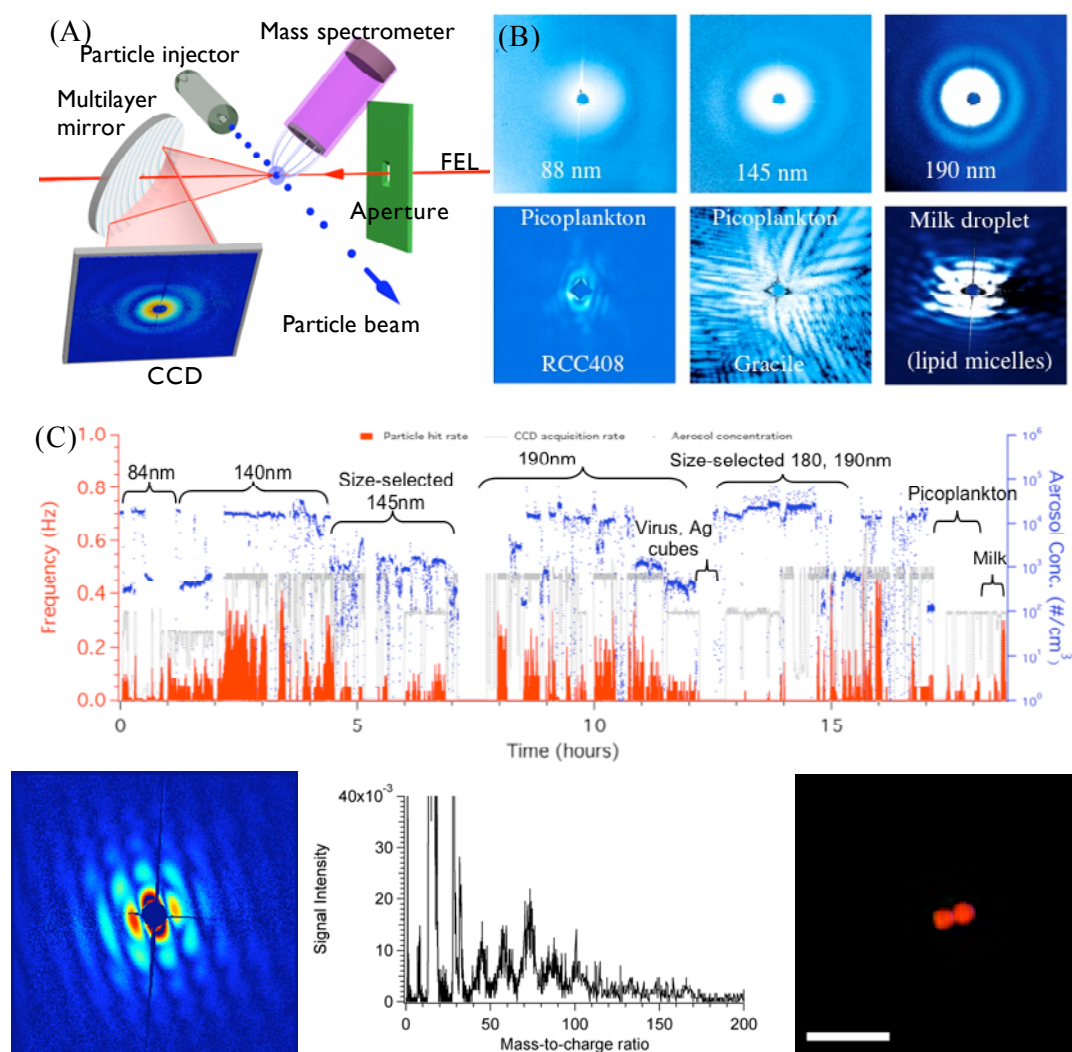 (A)
Mass spectrometer
Particle injector
Multilayer
mirror
FEL
Aperture
Particle beam
CCD
(B)
88 nm
145 nm
190 nm
Picoplankton
Picoplankton
Milk droplet
RCC408
Gracile
(lipid micelles)
(C)
Particle hit rate
CCD acquisition rate
Aerosol concentration
84nm
140nm
Size-selected
145nm
190nm
Size-selected 180, 190nm
Virus, Ag
cubes
Picoplankton
Milk
Frequency (Hz)
1.0
0.8
0.6
0.4
0.2
0.0
Aerosol Conc. (#/cm³)
10⁶
10⁵
10⁴
10³
10²
10¹
10⁰
0
5
10
15
Time (hours)
Signal Intensity
40x10⁻³
30
20
10
0
0
50
100
150
200
Mass-to-charge ratio